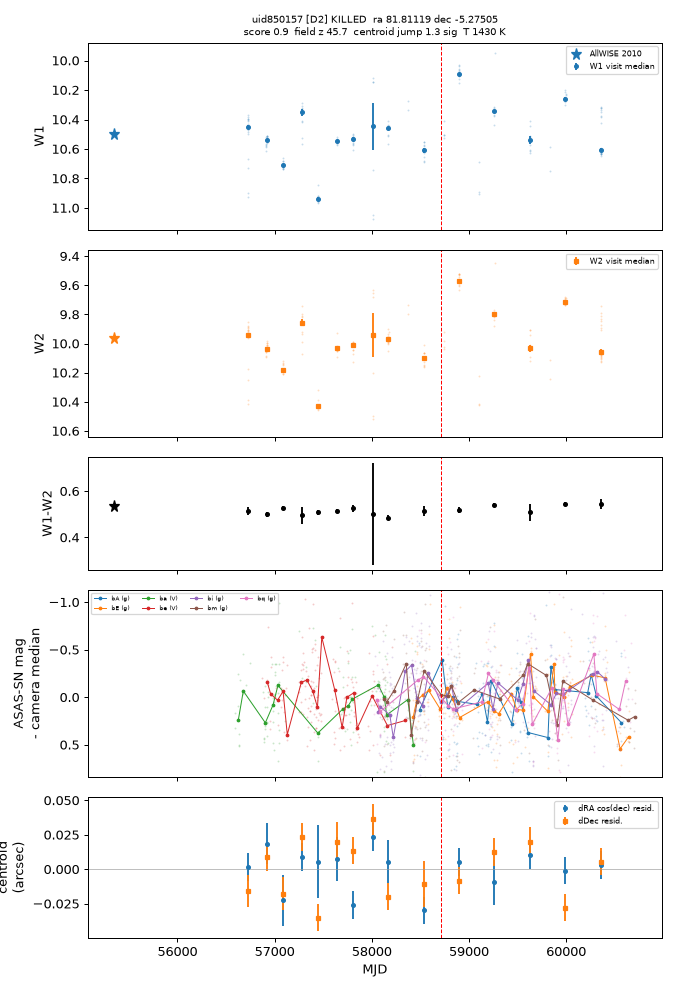 uid850157 [D2] KILLED ra 81.81119 dec -5.27505
score 0.9 field z 45.7 centroid jump 1.3 sig T 1430 K
AllWISE 2010
W1 visit median
10.0
10.2
10.4
10.6
10.8
11.0
W1
W2 visit median
9.4
9.6
9.8
10.0
10.2
10.4
10.6
W2
0.6
0.4
W1-W2
bA (g)
bE (g)
ba (V)
be (V)
bi (g)
bm (g)
bq (g)
−1.0
−0.5
0.0
0.5
ASAS-SN mag
- camera median
dRA cos(dec) resid.
dDec resid.
0.050
0.025
0.000
−0.025
centroid
(arcsec)
56000 57000 58000 59000 60000
MJD